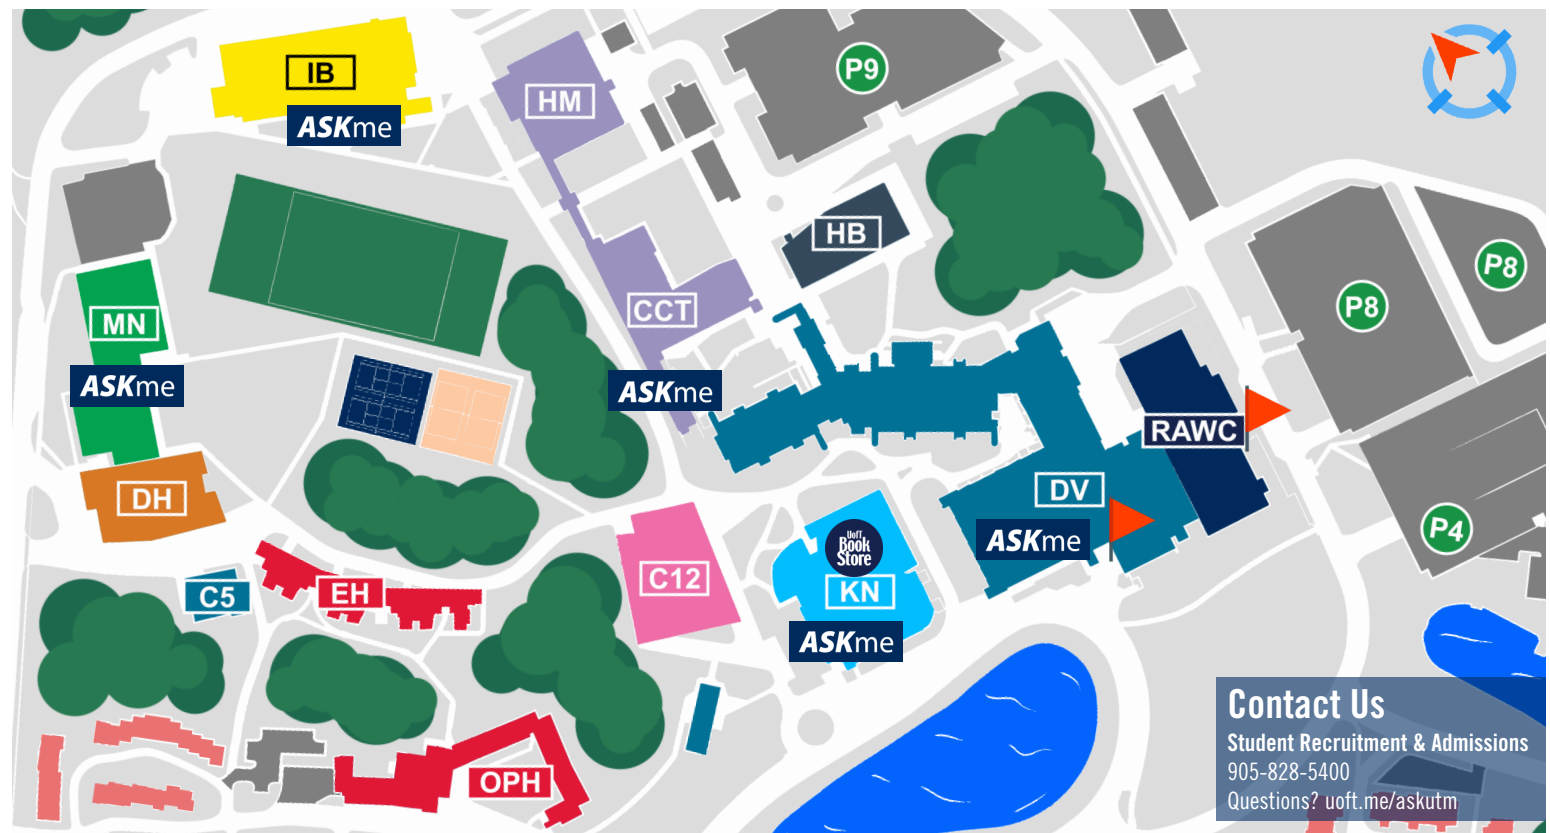 IB
ASKme
HM
P9
HB
P8
P8
MN
CCT
ASKme
ASKme
RAWC
DH
DV
P4
ASKme
UofT
Book
Store
C12
KN
C5
EH
ASKme
OPH
Contact Us
Student Recruitment & Admissions
905-828-5400
Questions? uoft.me/askutm